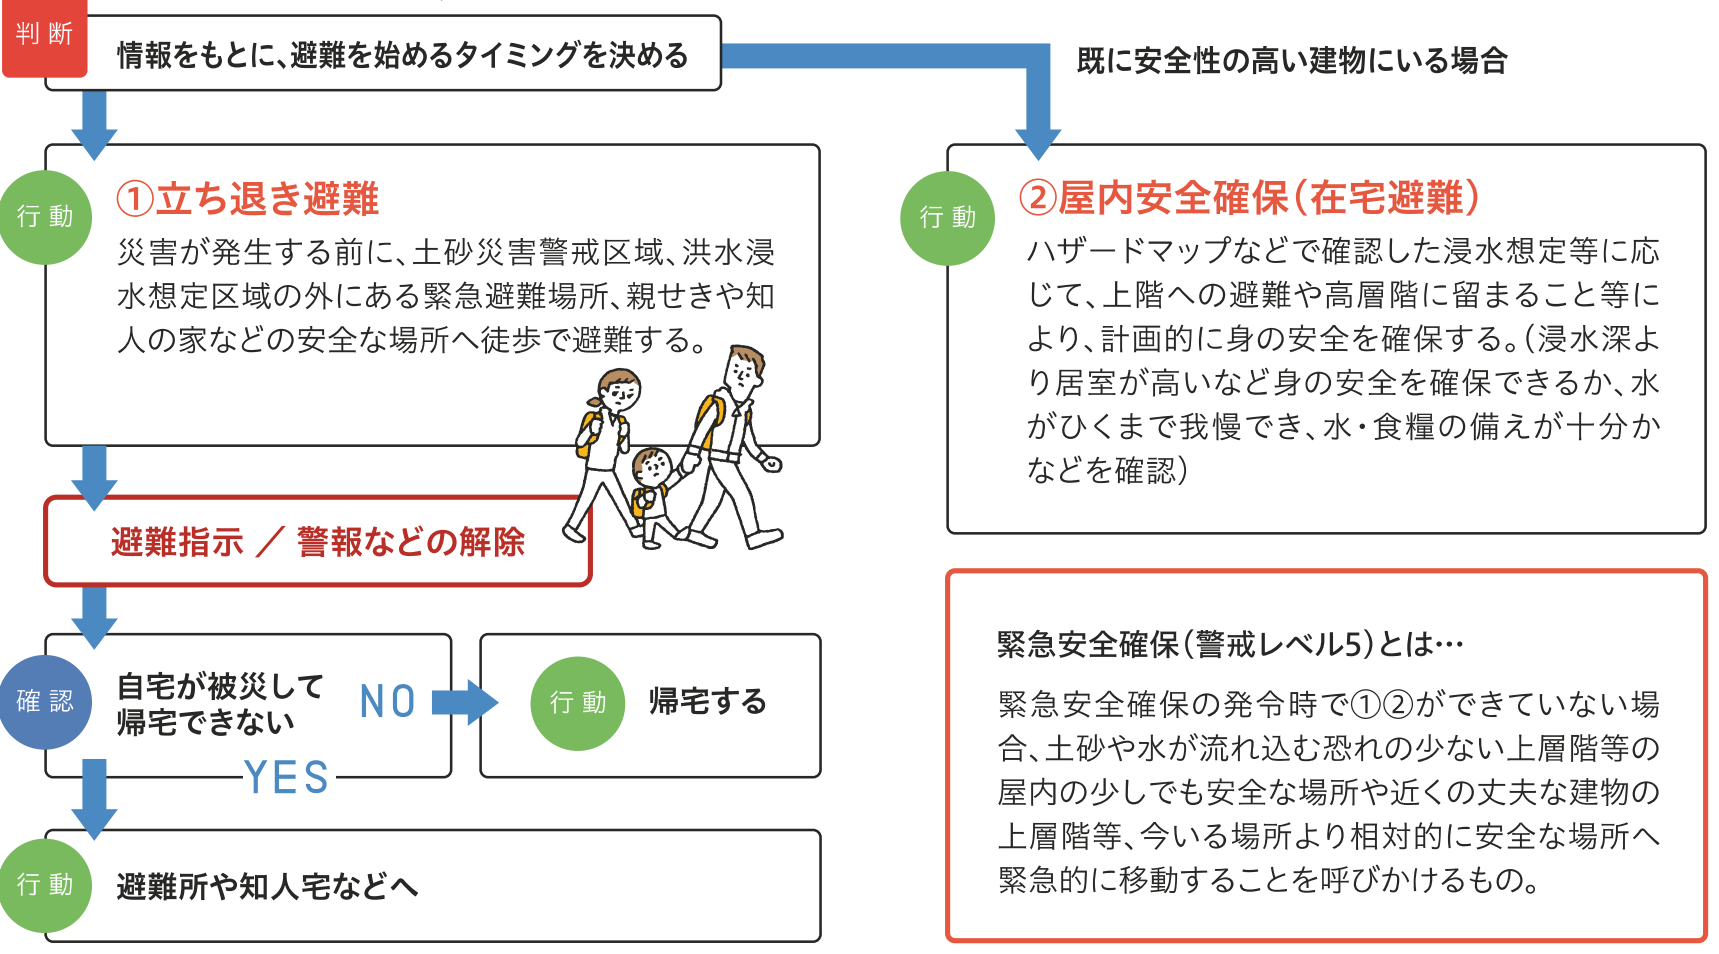 判断
情報をもとに、避難を始めるタイミングを決める
既に安全性の高い建物にいる場合
行動
①立ち退き避難
災害が発生する前に、土砂災害警戒区域、洪水浸
水想定区域の外にある緊急避難場所、親せきや知
人の家などの安全な場所へ徒歩で避難する。
行動
②屋内安全確保(在宅避難)
ハザードマップなどで確認した浸水想定等に応
じて、上階への避難や高層階に留まること等に
より、計画的に身の安全を確保する。(浸水深よ
り居室が高いなど身の安全を確保できるか、水
がひくまで我慢でき、水・食糧の備えが十分か
などを確認)
避難指示 ／ 警報などの解除
確認
自宅が被災して
帰宅できない
NO
行動
帰宅する
YES
行動
避難所や知人宅などへ
緊急安全確保(警戒レベル5)とは…
緊急安全確保の発令時で①②ができていない場
合、土砂や水が流れ込む恐れの少ない上層階等の
屋内の少しでも安全な場所や近くの丈夫な建物の
上層階等、今いる場所より相対的に安全な場所へ
緊急的に移動することを呼びかけるもの。